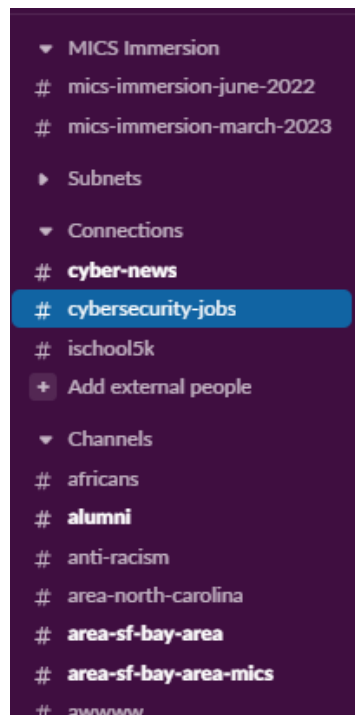 MICS Immersion
# mics-immersion-june-2022
# mics-immersion-march-2023
Subnets
Connections
# cyber-news
# cybersecurity-jobs
# ischool5k
+ Add external people
Channels
# africans
# alumni
# anti-racism
# area-north-carolina
# area-sf-bay-area
# area-sf-bay-area-mics
# awwww